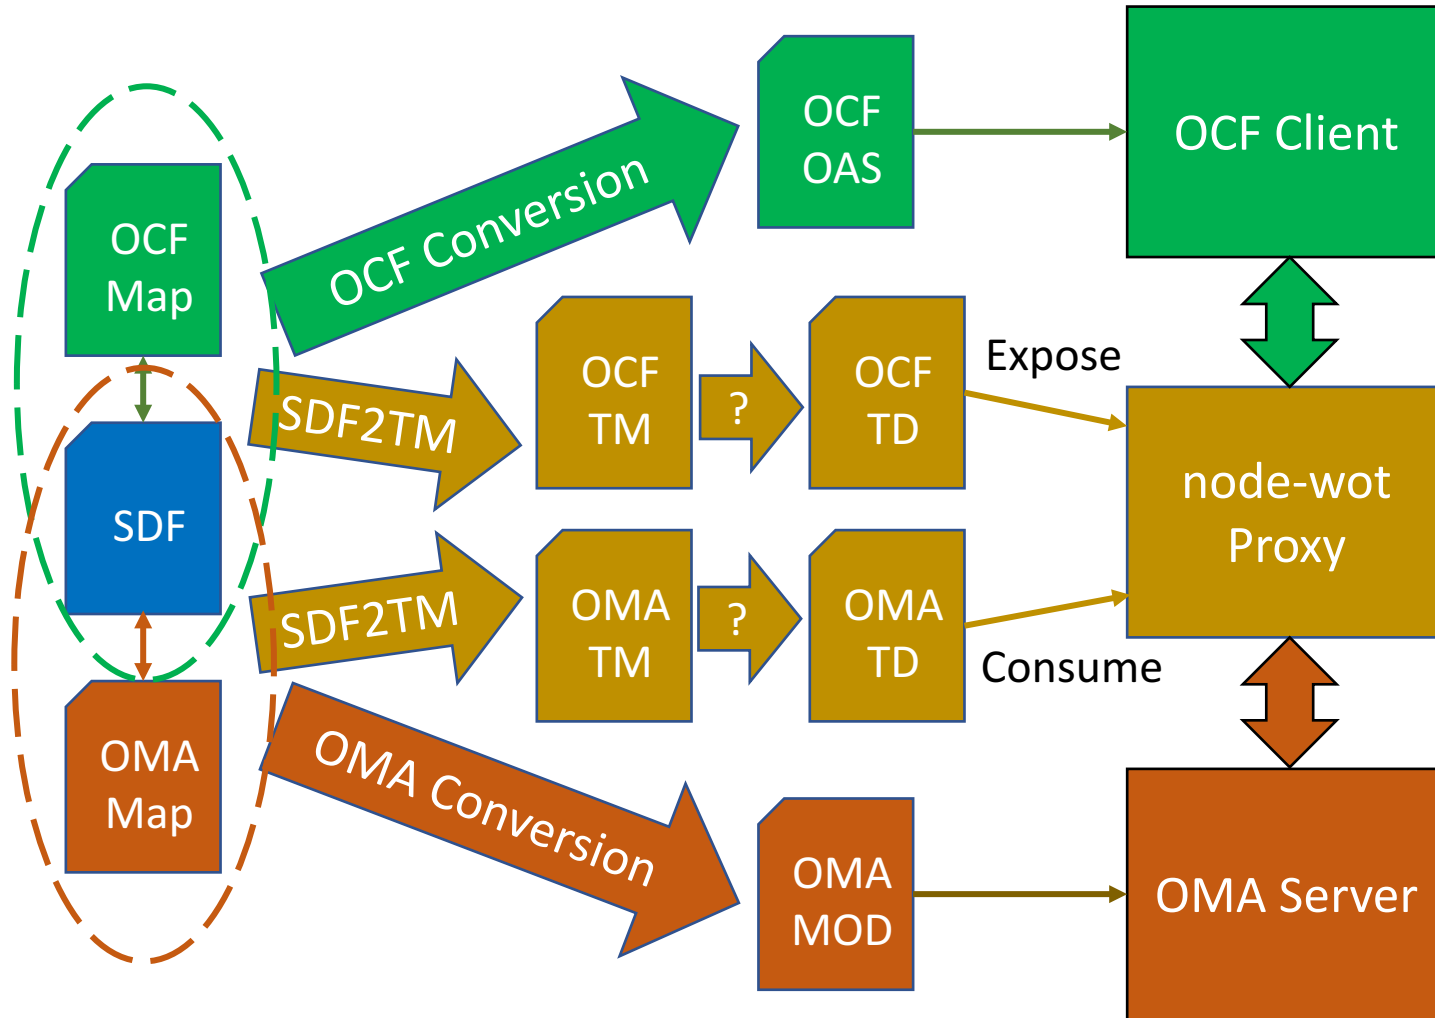 OCF
Map
SDF
OMA
Map
OCF Conversion
SDF2TM
SDF2TM
OMA Conversion
OCF
OAS
OCF
TM
?
OCF
TD
OMA
TM
?
OMA
TD
OMA
MOD
Expose
Consume
OCF Client
node-wot
Proxy
OMA Server